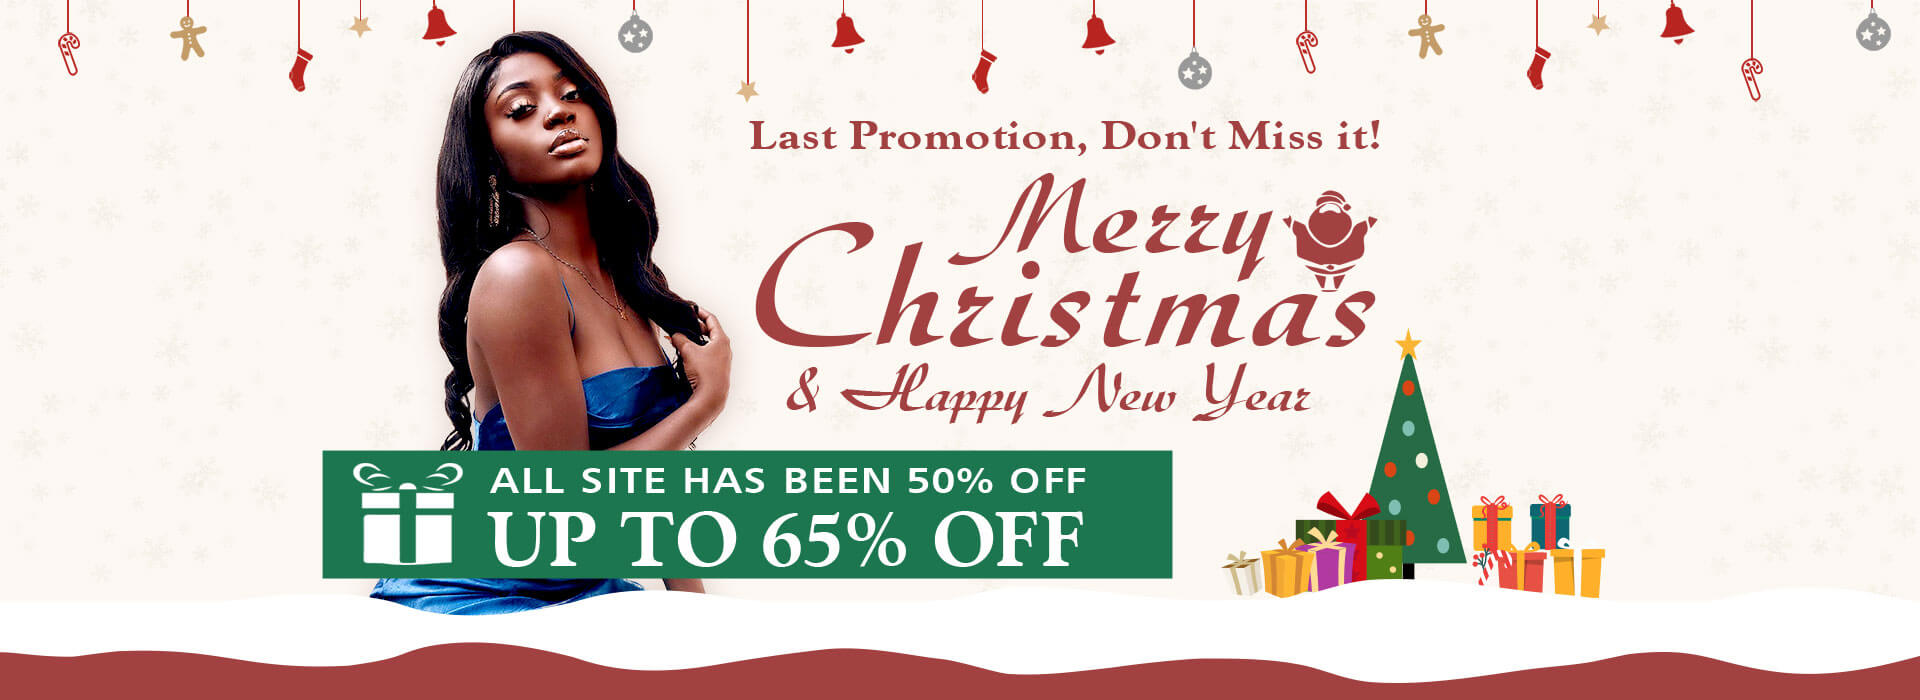 Last Promotion, Don't Miss it!
Merry
Christmas
& Happy New Year
ALL SITE HAS BEEN 50% OFF
UP TO 65% OFF